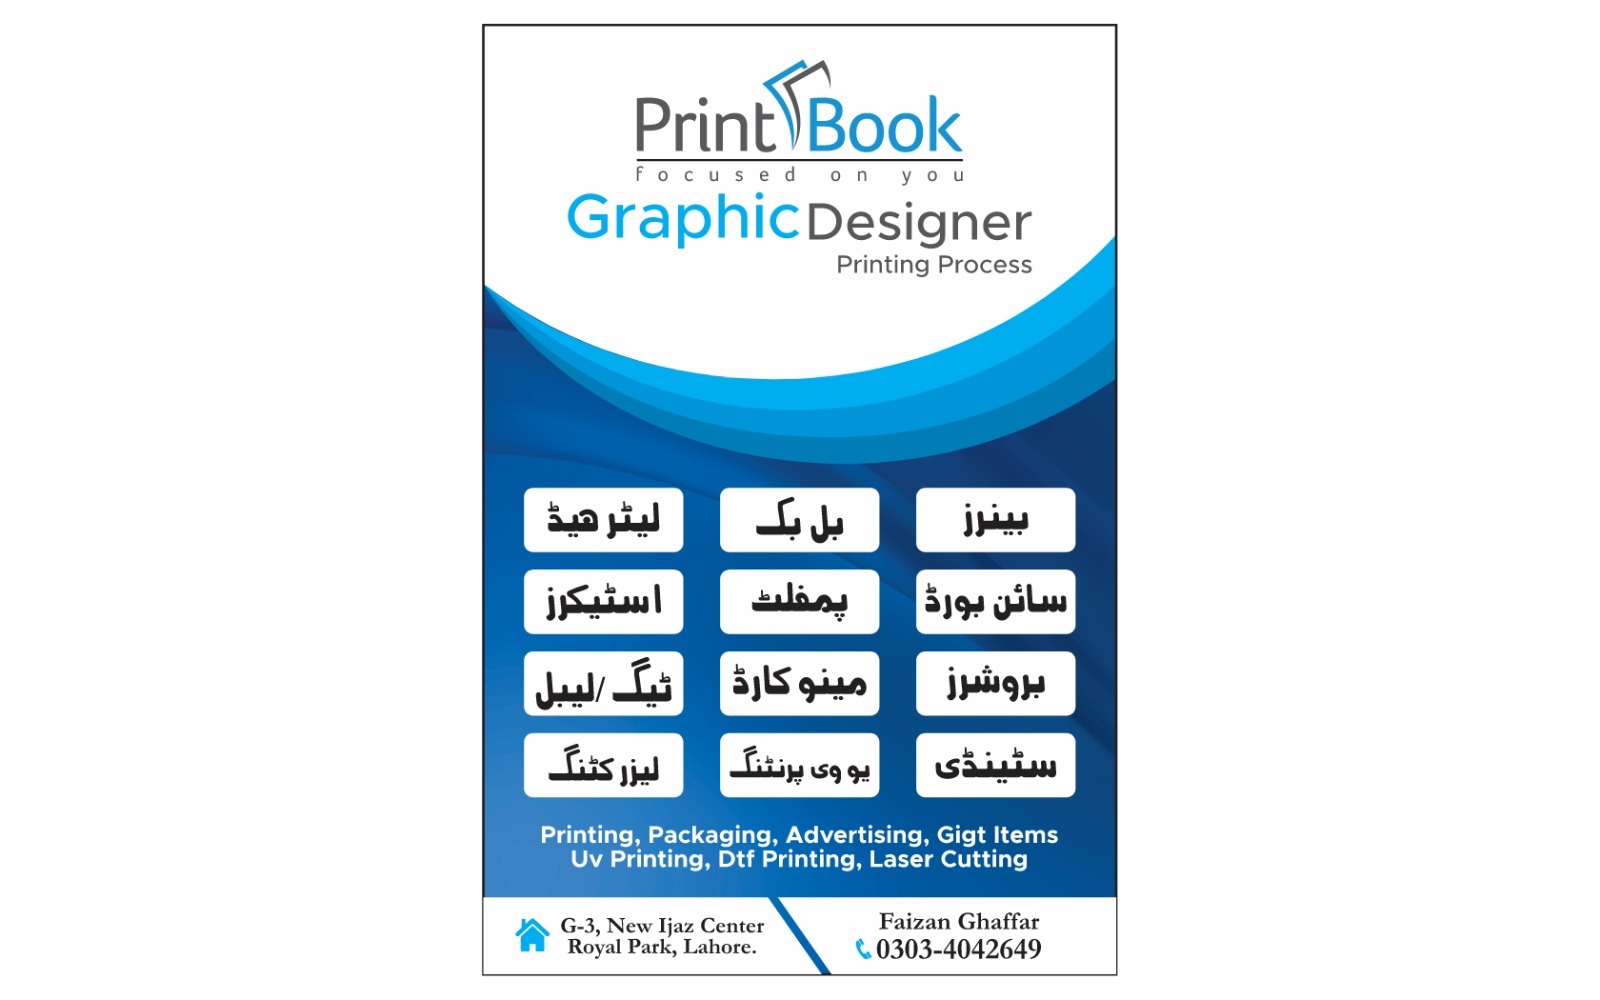 Print Book
focused on you
Graphic Designer
Printing Process
بینرز
بل بک
لیٹر ھیڈ
سائن بورڈ
پمفلٹ
اسٹیکرز
بروشرز
مینو کارڈ
ٹیگ /لیبل
سٹینڈی
یو وی پرنٹنگ
لیزر کٹنگ
Printing, Packaging, Advertising, Gigt Items
Uv Printing, Dtf Printing, Laser Cutting
G-3, New Ijaz Center
Royal Park, Lahore.
Faizan Ghaffar
0303-4042649